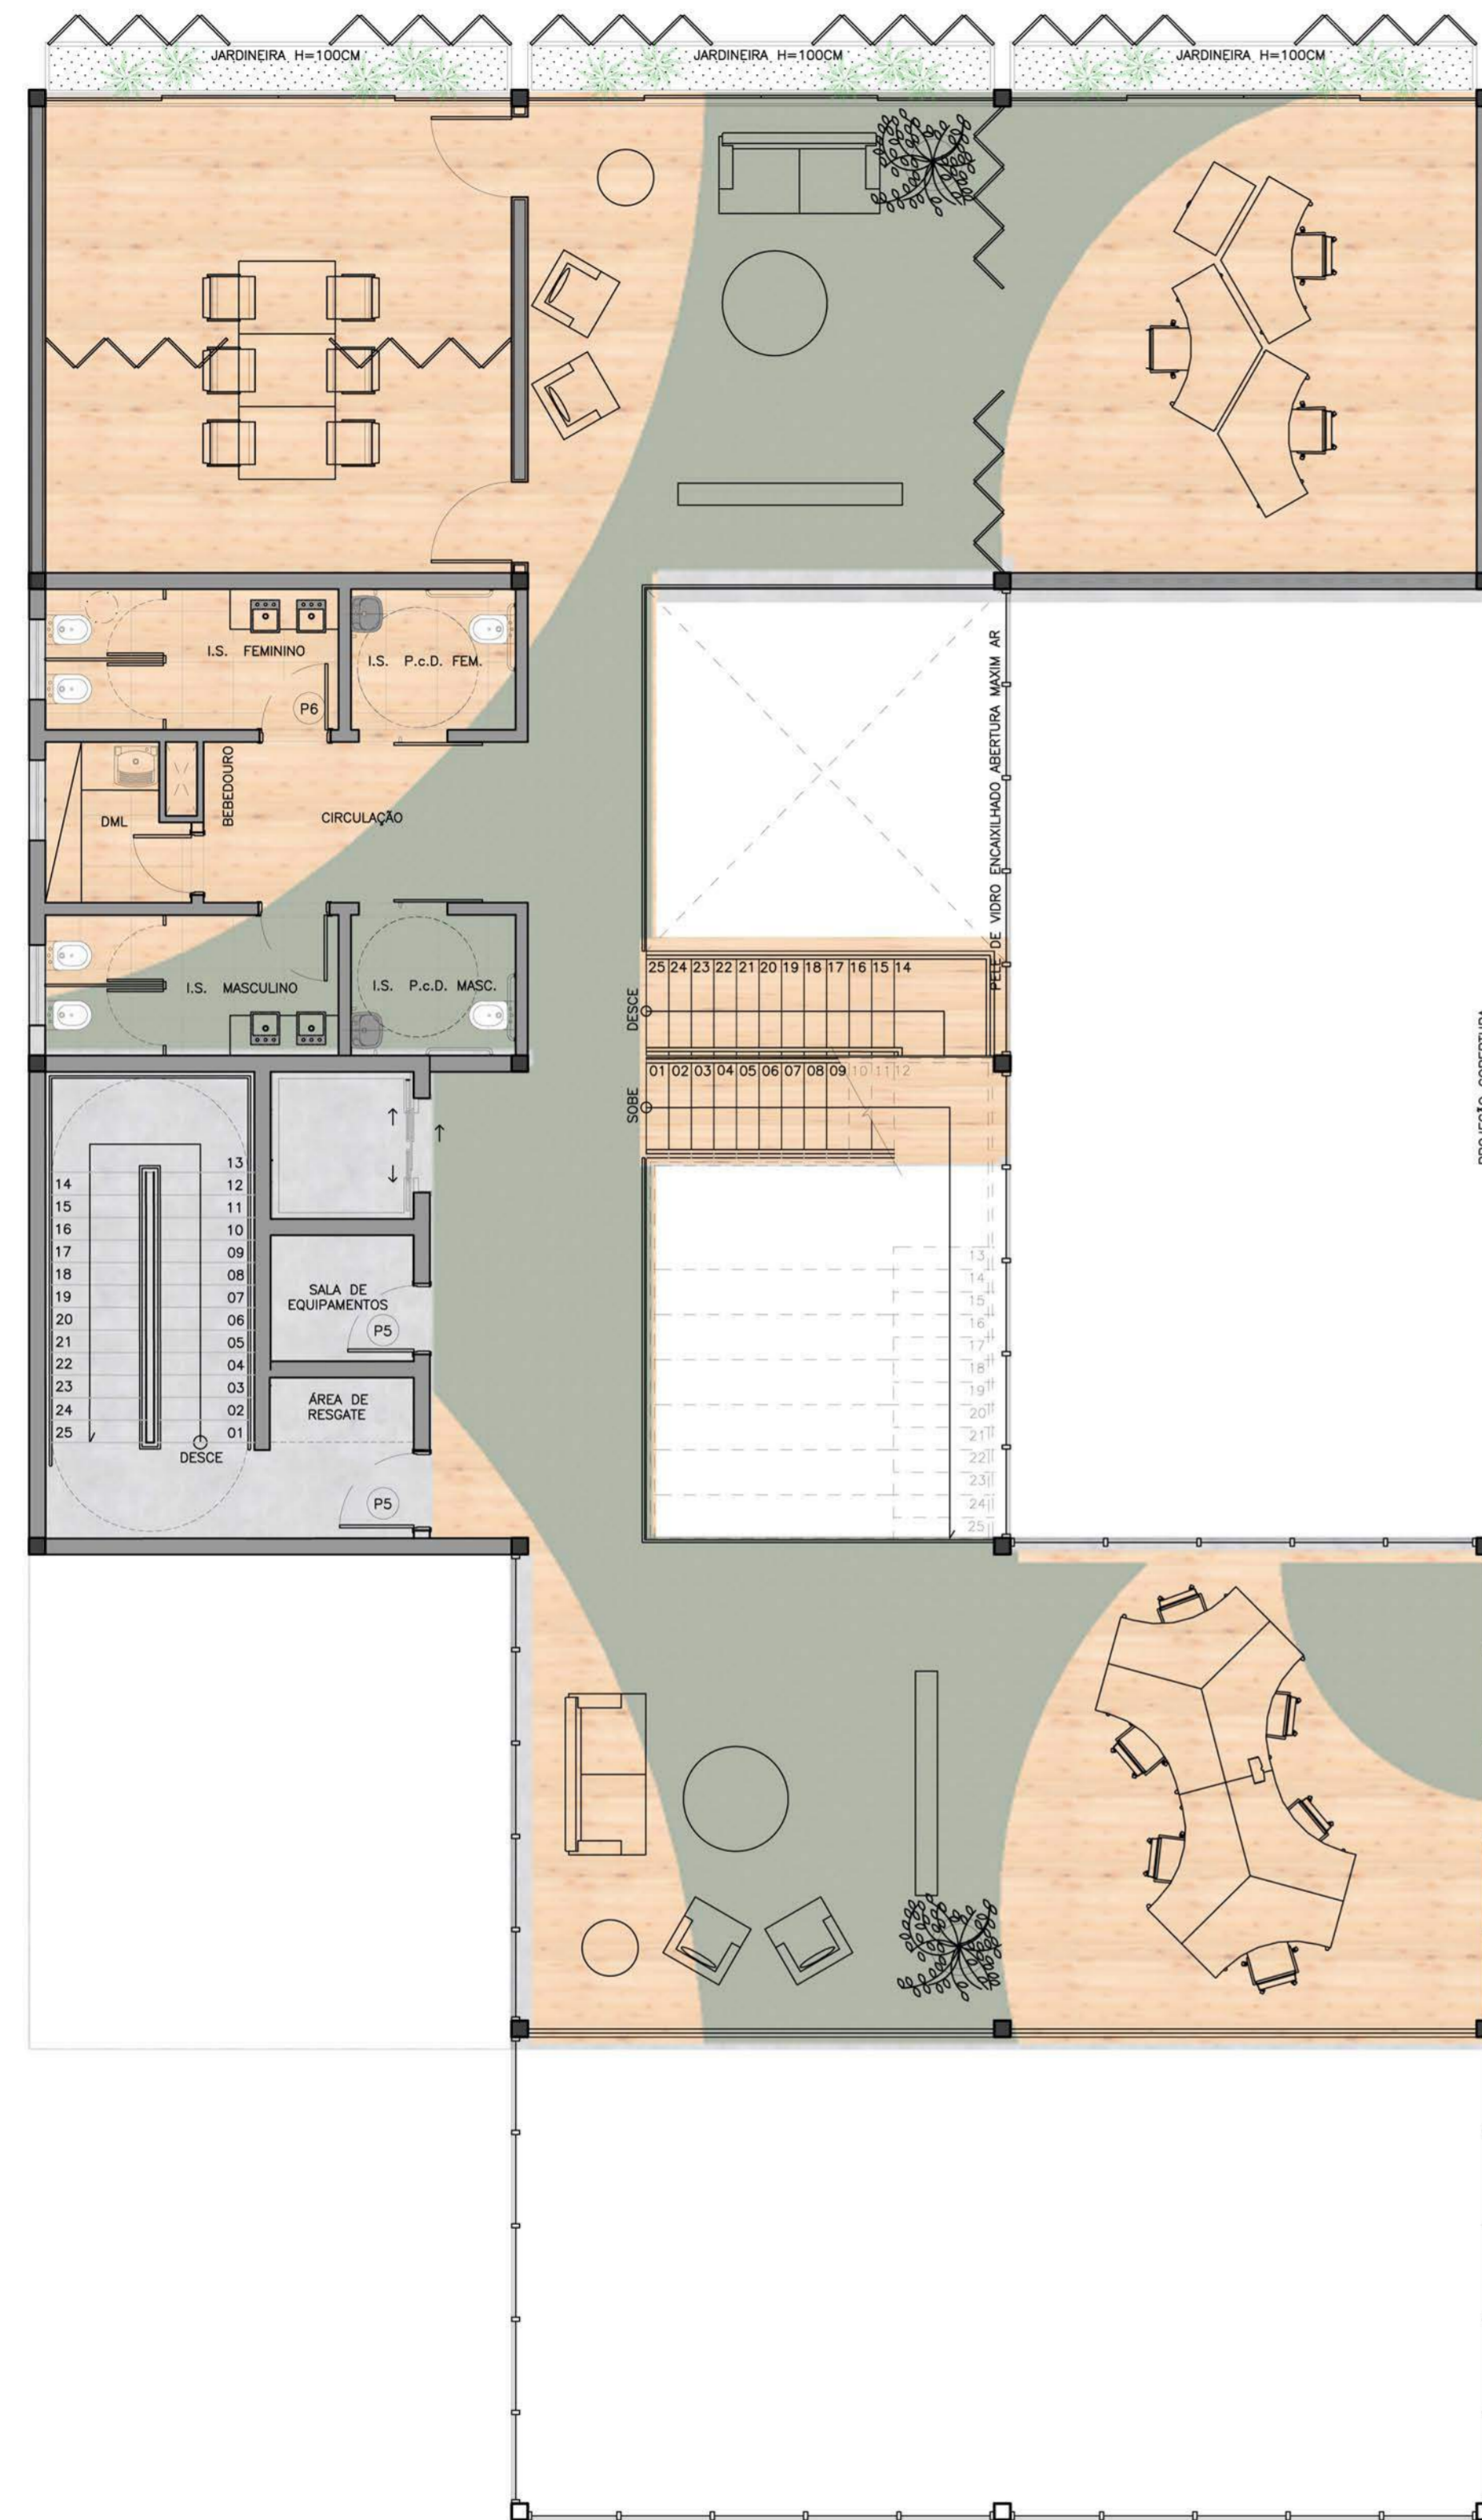 JARDINEIRA H=100CM
JARDINEIRA H=100CM
JARDINEIRA H=100CM
I.S. FEMININO
I.S. P.c.D. FEM.
P6
BEBEDOURO
DML
CIRCULAÇÃO
PELE DE VIDRO ENCAIXILHADO ABERTURA MAXIM AR
I.S. MASCULINO
I.S. P.c.D. MASC.
DESCE
25 24 23 22 21 20 19 18 17 16 15 14
SOBE
01 02 03 04 05 06 07 08 09 10 11 12
PROJEÇÃO COBERTURA
13
14 12
15 11
16 10
17 09
18 08
19 07
20 06
21 05
22 04
23 03
24 02
25 01
DESCE
SALA DE
EQUIPAMENTOS
P5
ÁREA DE
RESGATE
P5
13
14
15
16
17
18
19
20
21
22
23
24
25